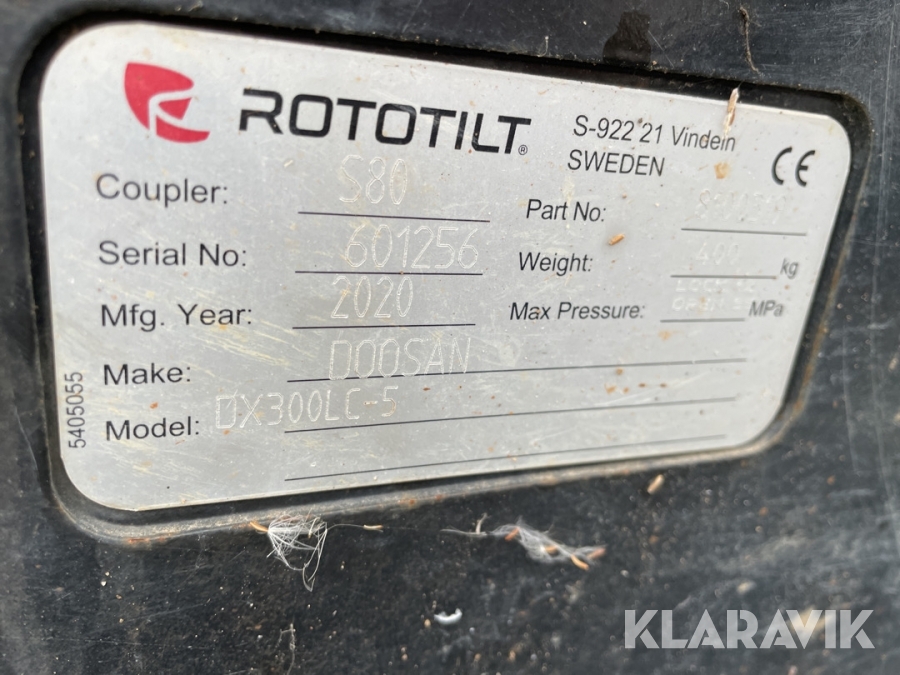 ROTOTILT®
S-922 21 Vindeln
SWEDEN
CE
Coupler: S80
Part No:
Serial No: 601256
Weight: kg
Mfg. Year: 2020
Max Pressure: MPa
Make: DOOSAN
Model: DX300LC-5
5405055
KLARAVIK